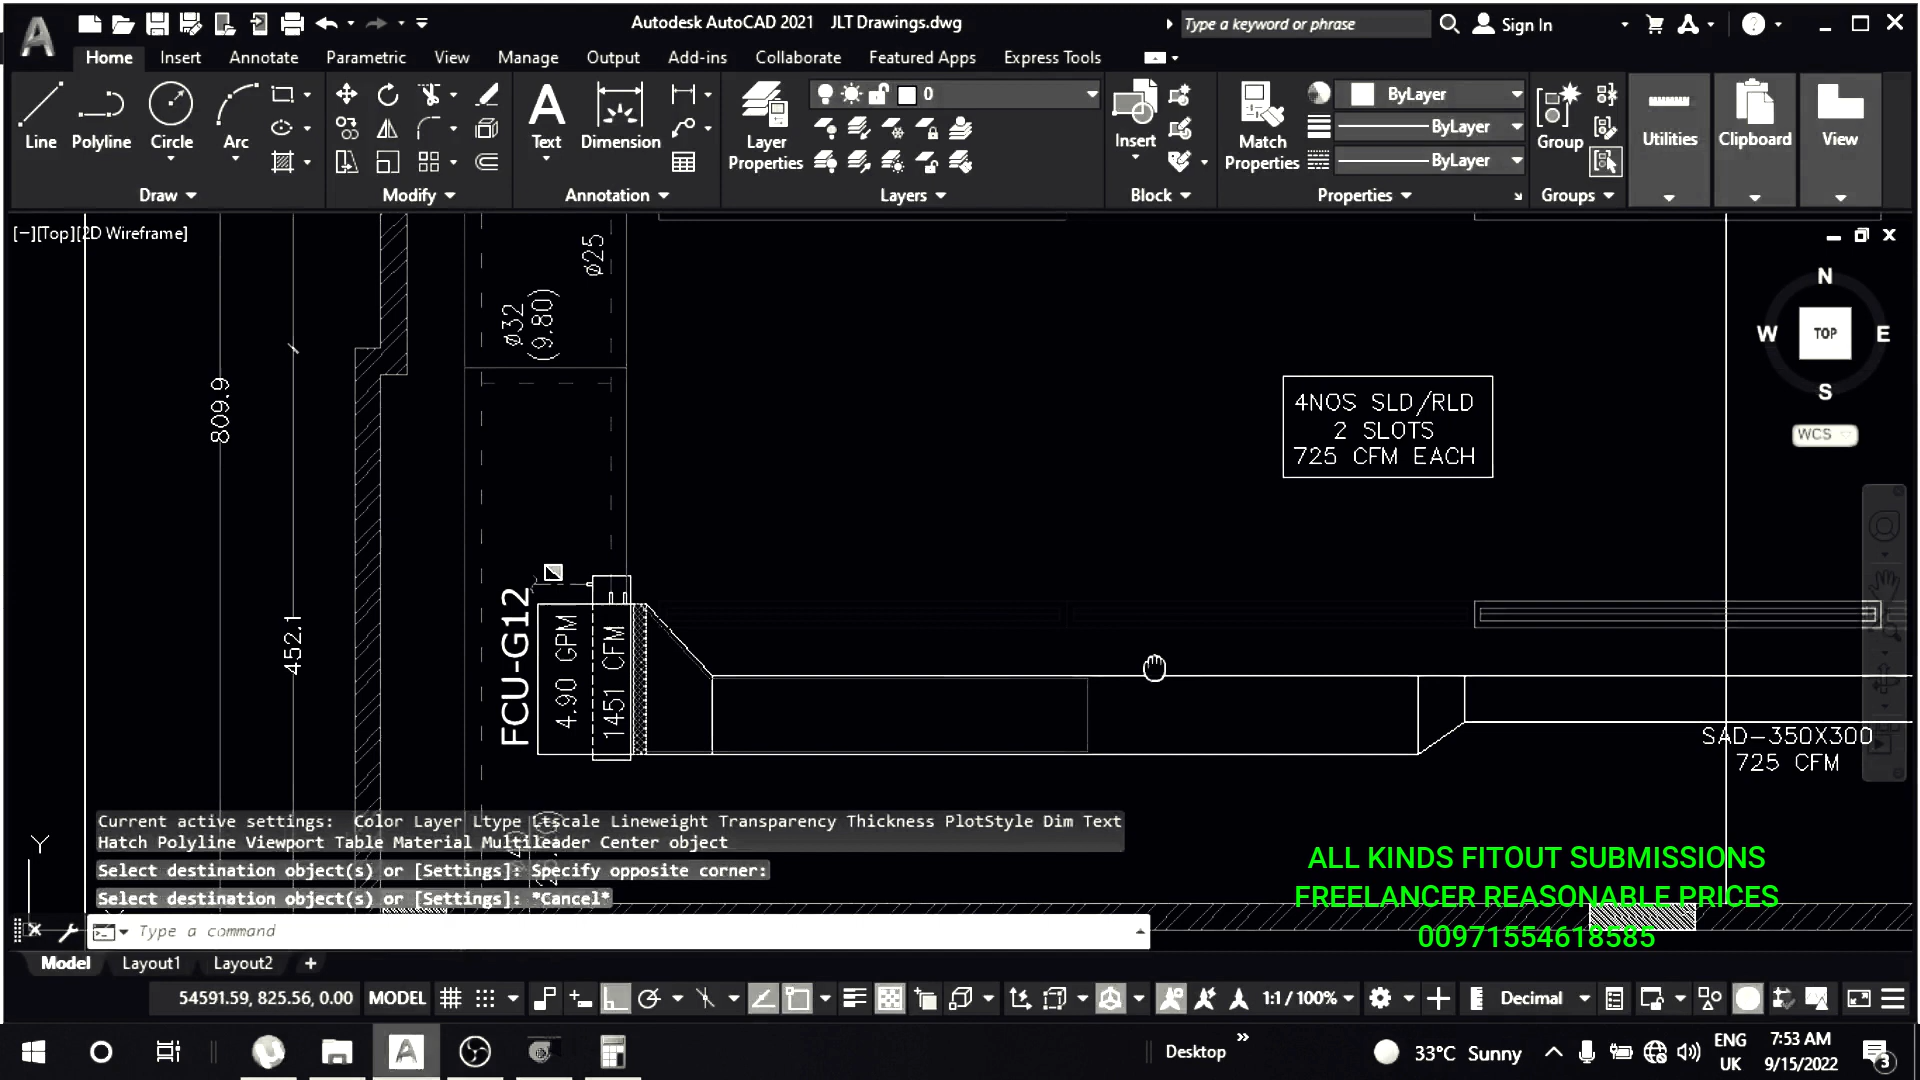 Autodesk AutoCAD 2021 JLT Drawings.dwg
Type a keyword or phrase
Sign In
Home Insert Annotate Parametric View Manage Output Add-ins Collaborate Featured Apps Express Tools
Line Polyline Circle Arc
Draw
Modify
Text Dimension
Annotation
Layer Properties
0
Layers
Insert
Block
Match Properties
ByLayer
ByLayer
ByLayer
Properties
Group
Groups
Utilities
Clipboard
View
[−][Top][2D Wireframe]
N
W TOP E
S
WCS
809.9
452.1
ø25
ø32
(9.80)
4NOS SLD/RLD
2 SLOTS
725 CFM EACH
FCU-G12
4.90 GPM
1451 CFM
SAD-350X300
725 CFM
Y
Current active settings: Color Layer Ltype Ltscale Lineweight Transparency Thickness PlotStyle Dim Text
Hatch Polyline Viewport Table Material Multileader Center object
Select destination object(s) or [Settings]: Specify opposite corner:
Select destination object(s) or [Settings]: *Cancel*
Type a command
ALL KINDS FITOUT SUBMISSIONS
FREELANCER REASONABLE PRICES
00971554618585
Model Layout1 Layout2 +
54591.59, 825.56, 0.00 MODEL 1:1 / 100% Decimal
Desktop
33°C Sunny
ENG
UK
7:53 AM
9/15/2022
3